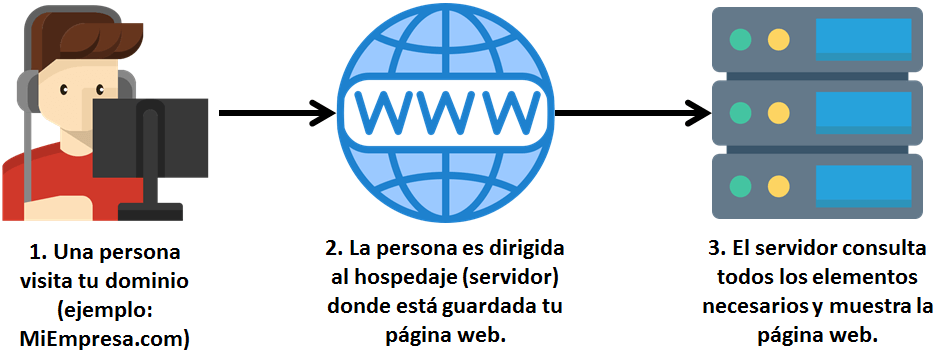 WWW
1. Una persona
visita tu dominio
(ejemplo:
MiEmpresa.com)
2. La persona es dirigida
al hospedaje (servidor)
donde está guardada tu
página web.
3. El servidor consulta
todos los elementos
necesarios y muestra la
página web.